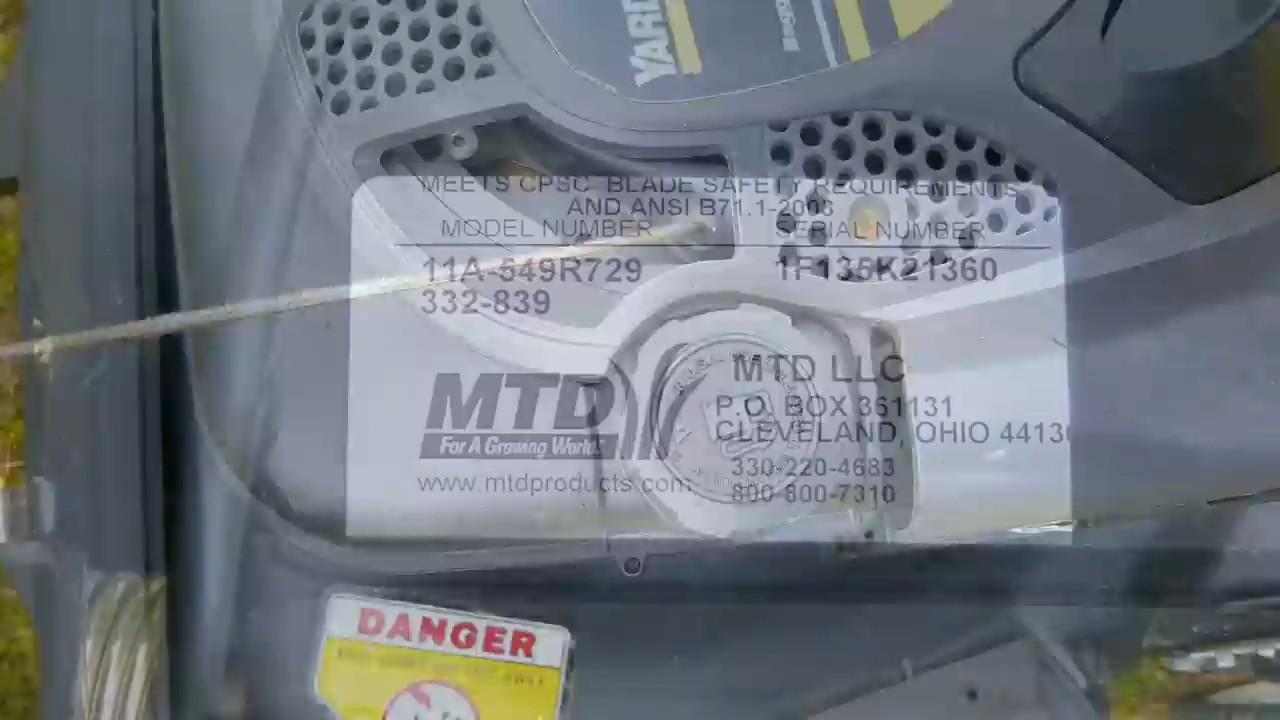 YARD
MEETS CPSC BLADE SAFETY REQUIREMENTS
AND ANSI B71.1-2003
MODEL NUMBER SERIAL NUMBER
11A-549R729 1F135K21360
332-839
MTD LLC
MTD
P.O. BOX 361131
For A Growing World.
CLEVELAND, OHIO 4413
www.mtdproducts.com
330-220-4683
800-800-7310
DANGER